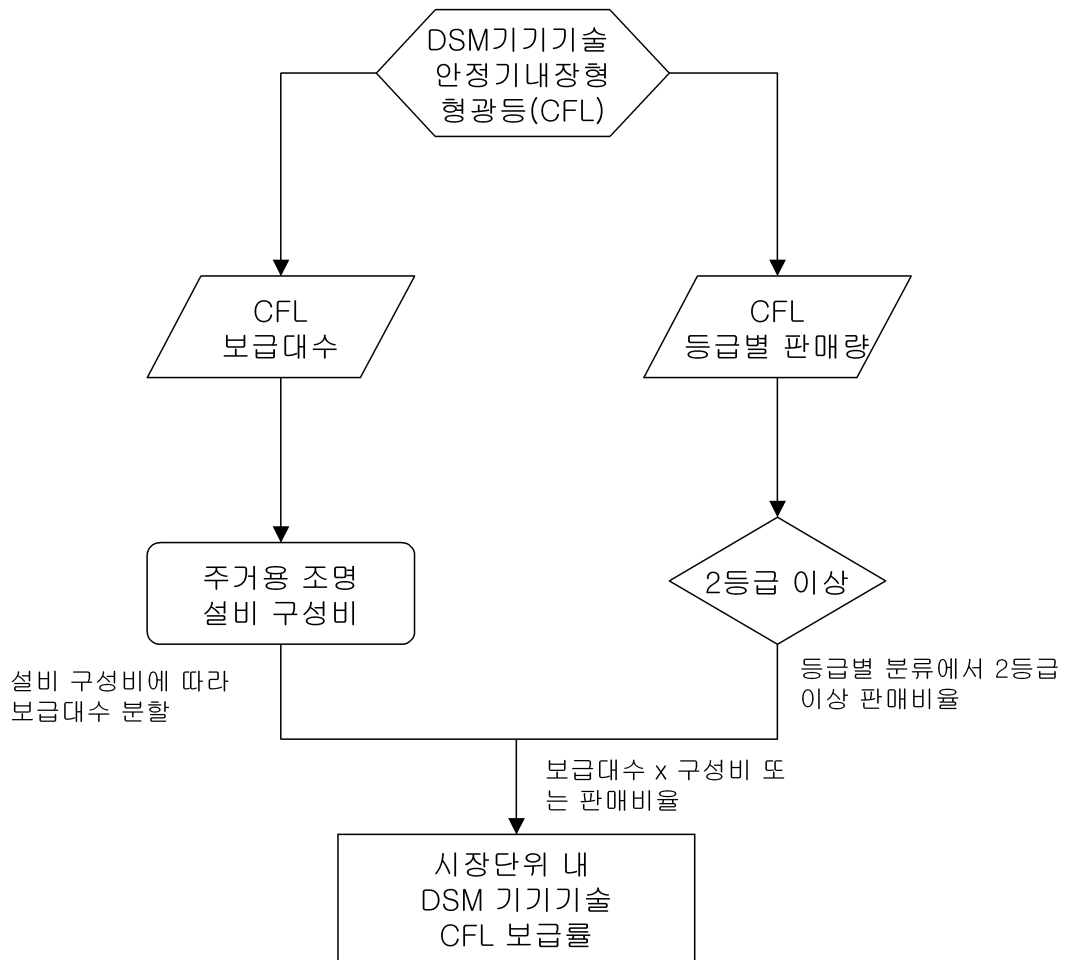 DSM기기기술
안정기내장형
형광등(CFL)
CFL
보급대수
CFL
등급별 판매량
주거용 조명
설비 구성비
2등급 이상
설비 구성비에 따라
보급대수 분할
등급별 분류에서 2등급
이상 판매비율
보급대수 x 구성비 또
는 판매비율
시장단위 내
DSM 기기기술
CFL 보급률